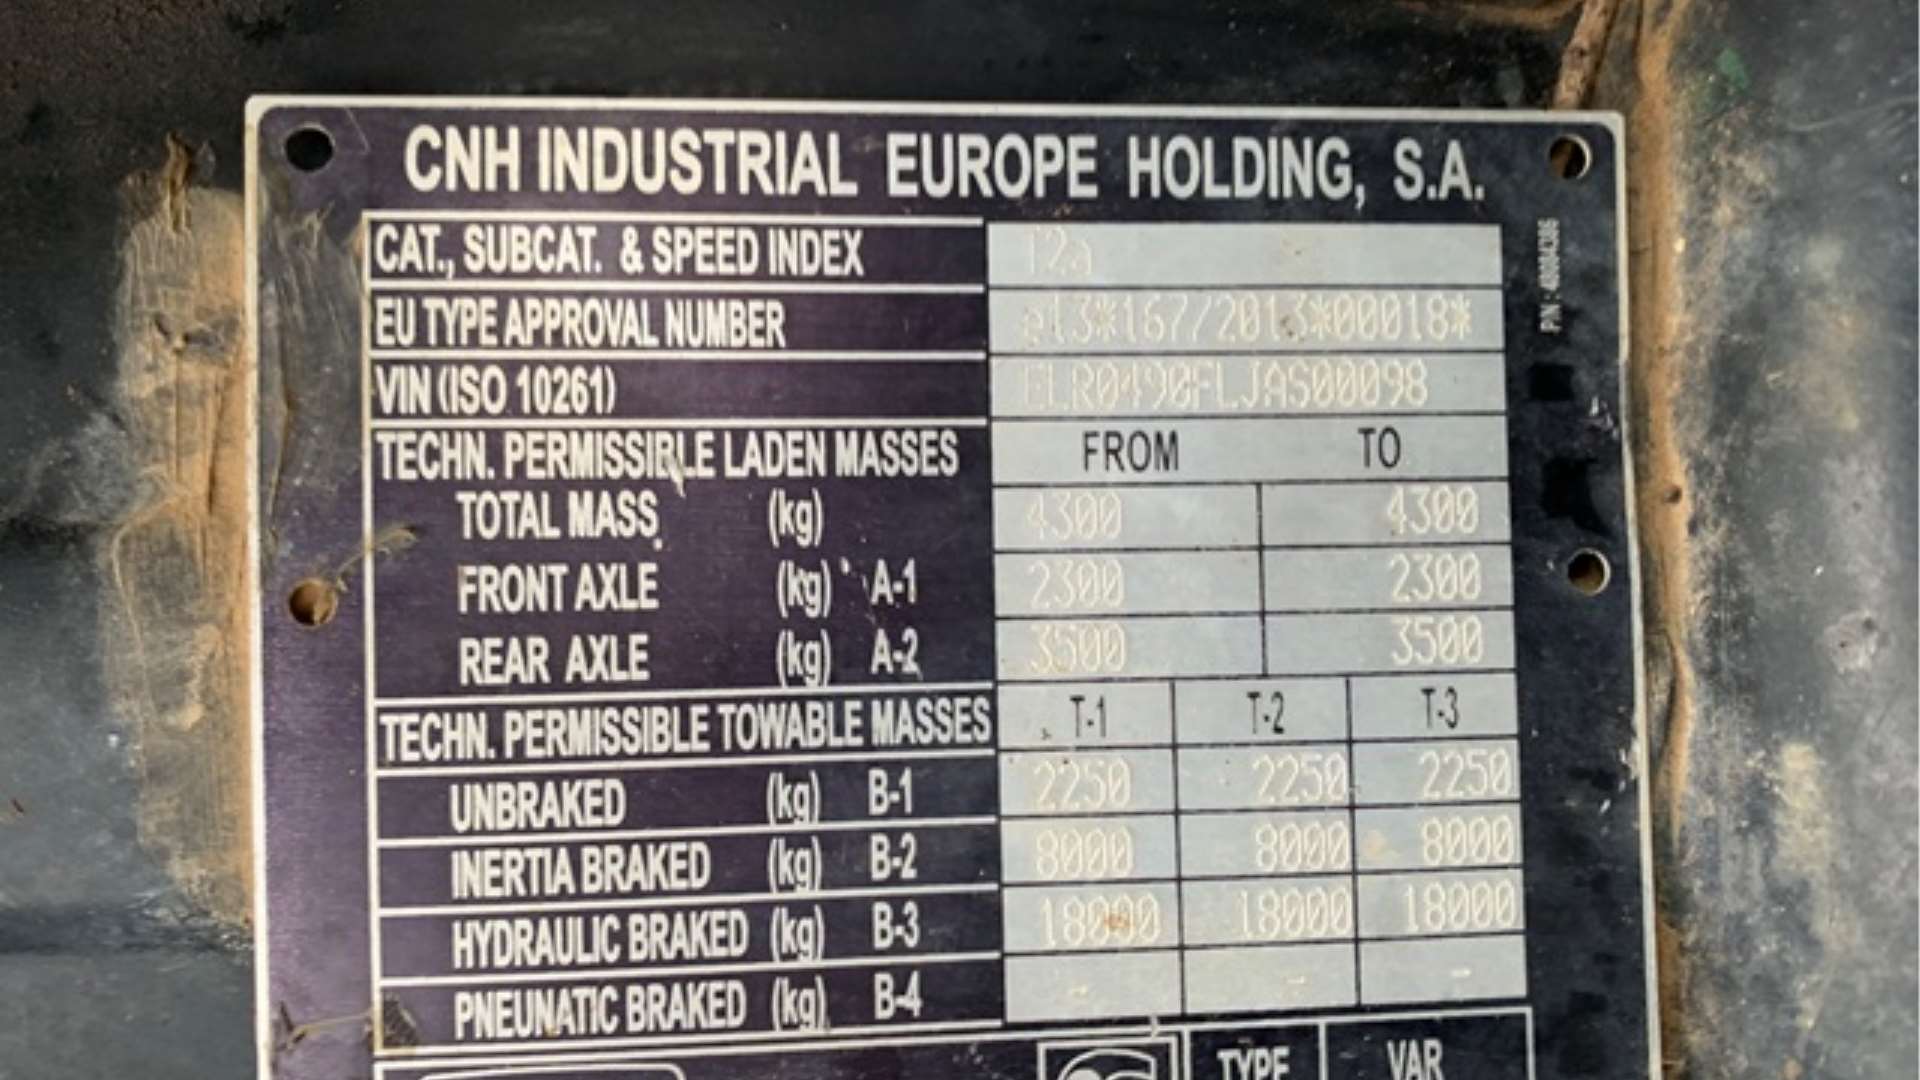 CNH INDUSTRIAL EUROPE HOLDING, S.A.
CAT., SUBCAT. & SPEED INDEX T2a
EU TYPE APPROVAL NUMBER e13*167/2013*00018*
VIN (ISO 10261) ELR0490FLJAS00098
TECHN. PERMISSIBLE LADEN MASSES FROM TO
TOTAL MASS (kg) 4300 4300
FRONT AXLE (kg) A-1 2300 2300
REAR AXLE (kg) A-2 3500 3500
TECHN. PERMISSIBLE TOWABLE MASSES T-1 T-2 T-3
UNBRAKED (kg) B-1 2250 2250 2250
INERTIA BRAKED (kg) B-2 8000 8000 8000
HYDRAULIC BRAKED (kg) B-3 18000 18000 18000
PNEUNATIC BRAKED (kg) B-4 - - -
TYPE VAR